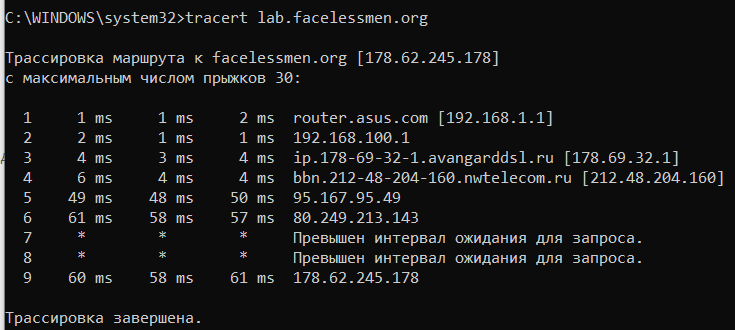 C:\WINDOWS\system32>tracert lab.facelessmen.org
Трассировка маршрута к facelessmen.org [178.62.245.178]
с максимальным числом прыжков 30:
1 1 ms 1 ms 2 ms router.asus.com [192.168.1.1]
2 2 ms 1 ms 1 ms 192.168.100.1
3 4 ms 3 ms 4 ms ip.178-69-32-1.avangarddsl.ru [178.69.32.1]
4 6 ms 4 ms 4 ms bbn.212-48-204-160.nwtelecom.ru [212.48.204.160]
5 49 ms 48 ms 50 ms 95.167.95.49
6 61 ms 58 ms 57 ms 80.249.213.143
7 * * * Превышен интервал ожидания для запроса.
8 * * * Превышен интервал ожидания для запроса.
9 60 ms 58 ms 61 ms 178.62.245.178
Трассировка завершена.